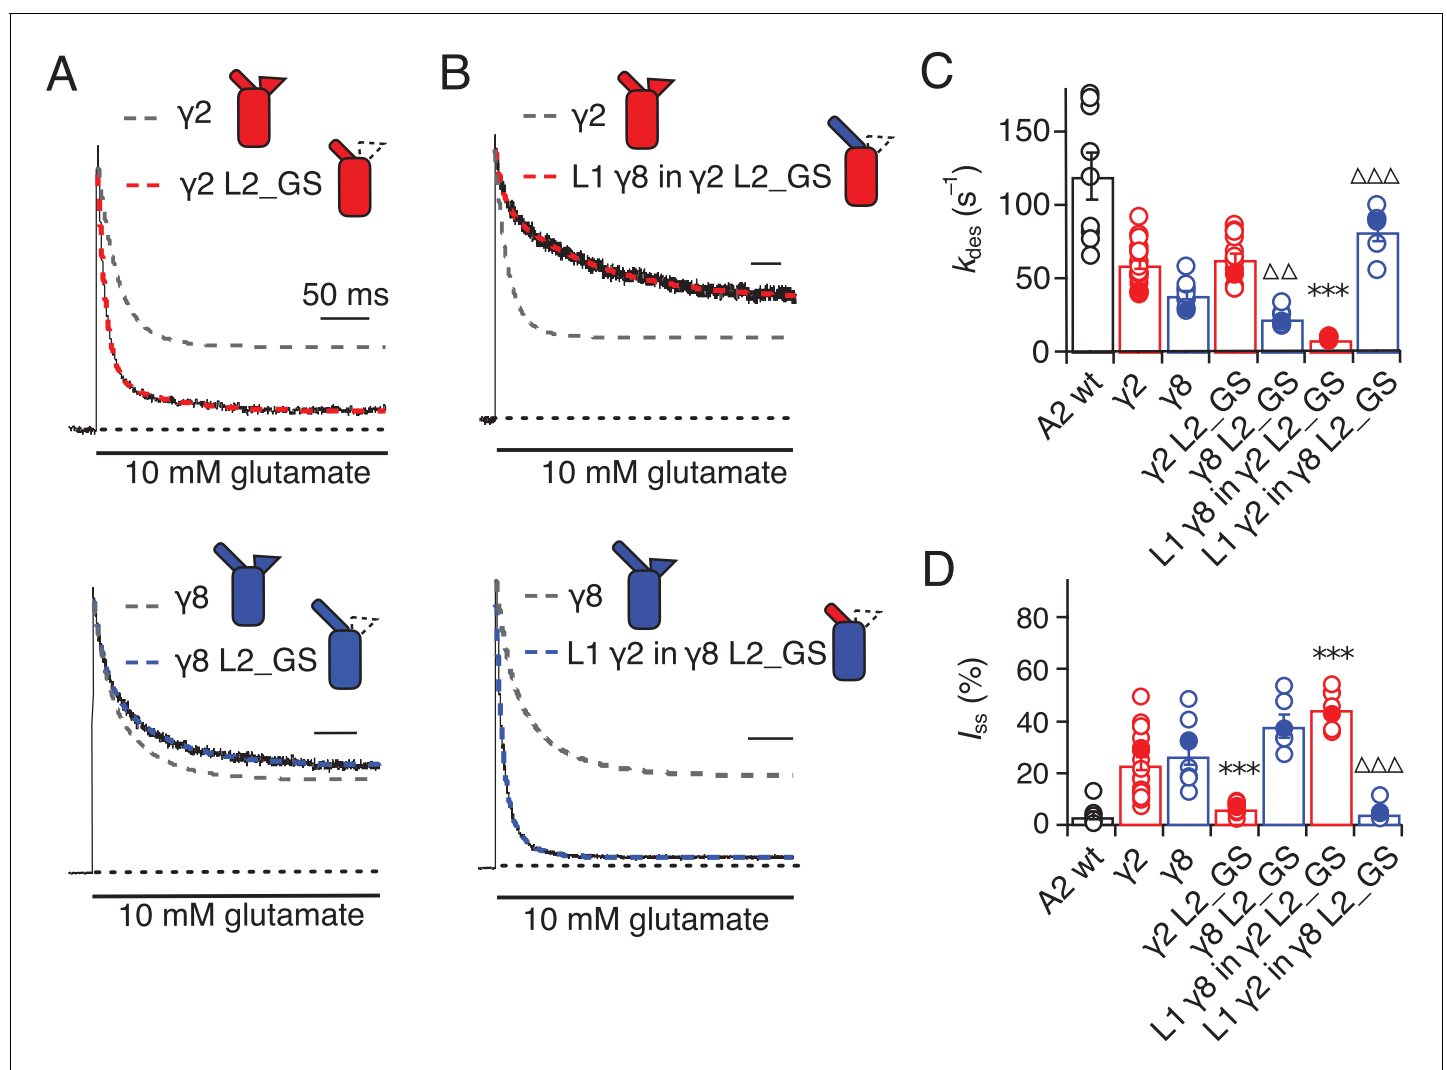 A
γ2
γ2 L2_GS
50 ms
10 mM glutamate
γ8
γ8 L2_GS
10 mM glutamate
B
γ2
L1 γ8 in γ2 L2_GS
10 mM glutamate
γ8
L1 γ2 in γ8 L2_GS
10 mM glutamate
C
kdes (s⁻¹)
150
100
50
0
△△
***
△△△
A2 wt
γ2
γ8
γ2 L2_GS
γ8 L2_GS
L1 γ8 in γ2 L2_GS
L1 γ2 in γ8 L2_GS
D
Iss (%)
80
60
40
20
0
***
***
△△△
A2 wt
γ2
γ8
γ2 L2_GS
γ8 L2_GS
L1 γ8 in γ2 L2_GS
L1 γ2 in γ8 L2_GS